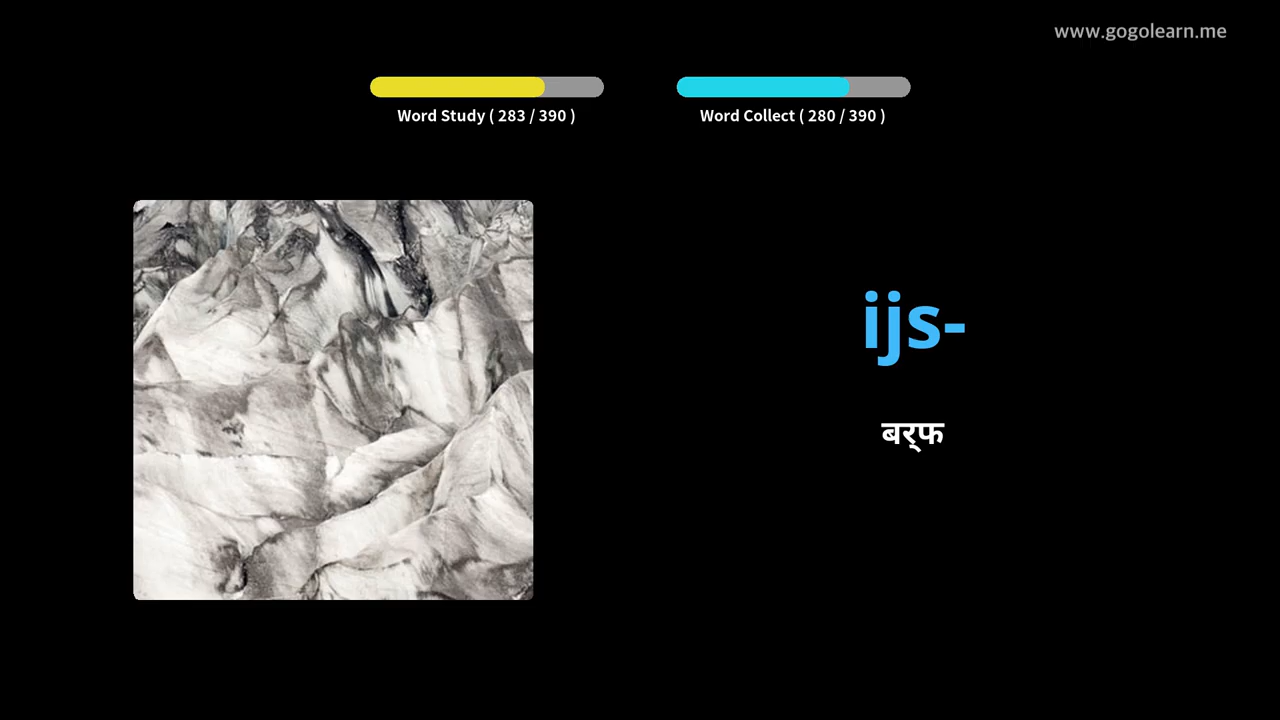 www.gogolearn.me
Word Study ( 283 / 390 )
Word Collect ( 280 / 390 )
ijs-
बर्‌फ